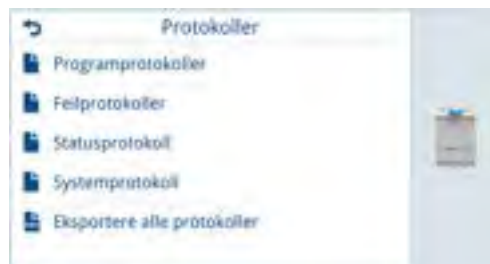 Protokoller
Programprotokoller
Feilprotokoller
Statusprotokoll
Systemprotokoll
Eksportere alle protokoller